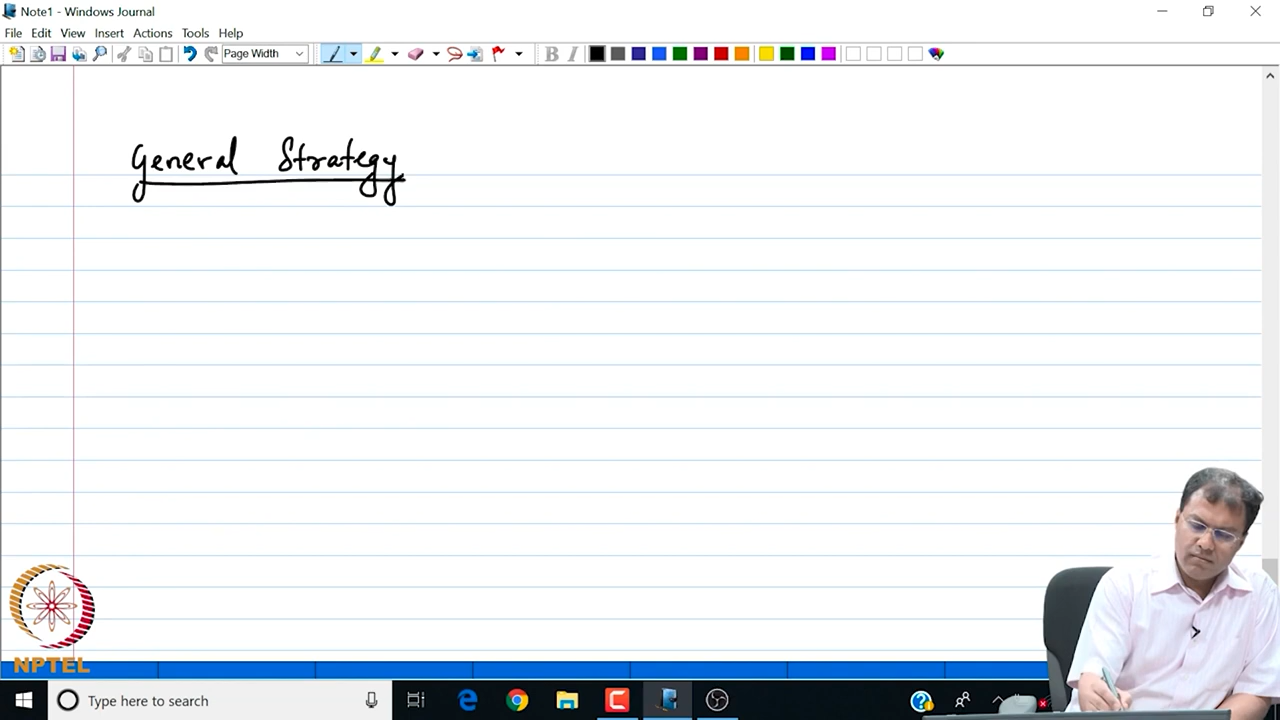 Note1 - Windows Journal
File Edit View Insert Actions Tools Help
Page Width B I
General Strategy
NPTEL
Type here to search